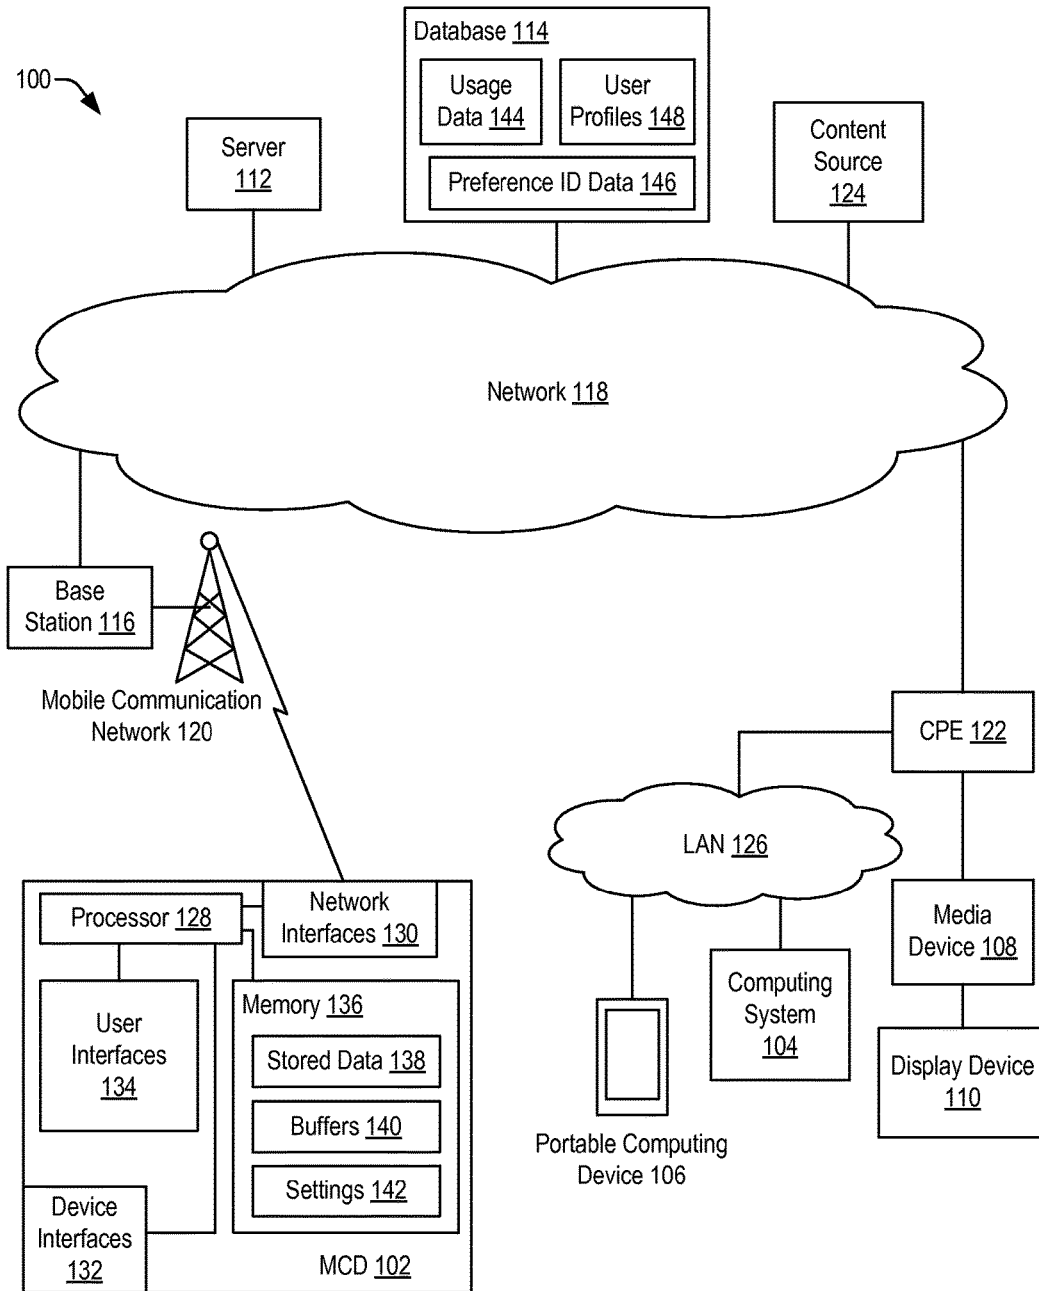 100
Database 114
Usage
Data 144
User
Profiles 148
Preference ID Data 146
Server
112
Content
Source
124
Network 118
Base
Station 116
Mobile Communication
Network 120
CPE 122
LAN 126
Media
Device 108
Computing
System
104
Display Device
110
Portable Computing
Device 106
Processor 128
Network
Interfaces 130
User
Interfaces
134
Memory 136
Stored Data 138
Buffers 140
Settings 142
Device
Interfaces
132
MCD 102